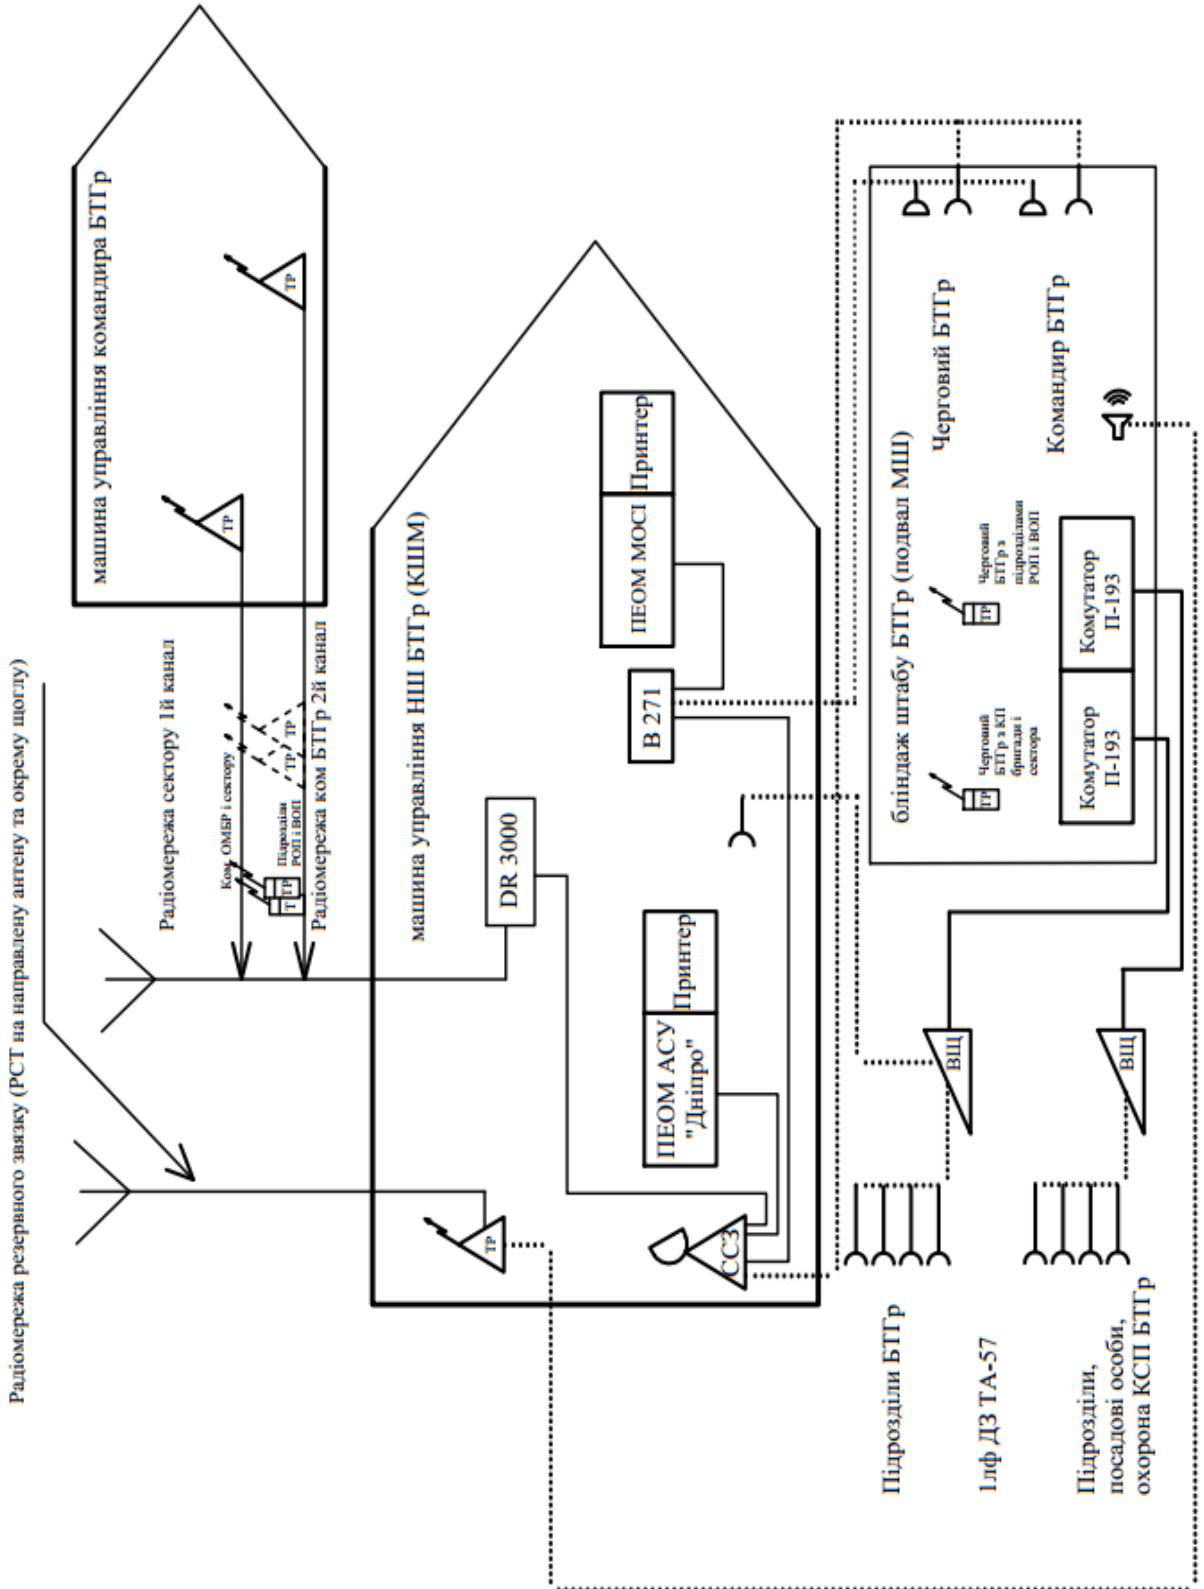 Радіомережа резервного звязку (РСТ на направлену антену та окрему щоглу)
машина управління командира БТГр
ТР
ТР
Радіомережа сектору 1й канал
Ком. ОМБР і сектору
ТР
ТР
Т
ТР
Підрозділи
РОП і ВОП
Радіомережа ком БТГр 2й канал
машина управління НШ БТГр (КШМ)
ТР
DR 3000
В 271
ПЕОМ МОСІ
Принтер
ССЗ
ПЕОМ АСУ
"Дніпро"
Принтер
бліндаж штабу БТГр (подвал МШ)
Черговий БТГр
Командир БТГр
ТР
Черговий
БТГр з КП
бригади і
сектора
ТР
Черговий
БТГр з
підрозділами
РОП і ВОП
Комутатор
П-193
Комутатор
П-193
ВЩ
ВЩ
Підрозділи БТГр
1лф ДЗ ТА-57
Підрозділи,
посадові особи,
охорона КСП БТГр